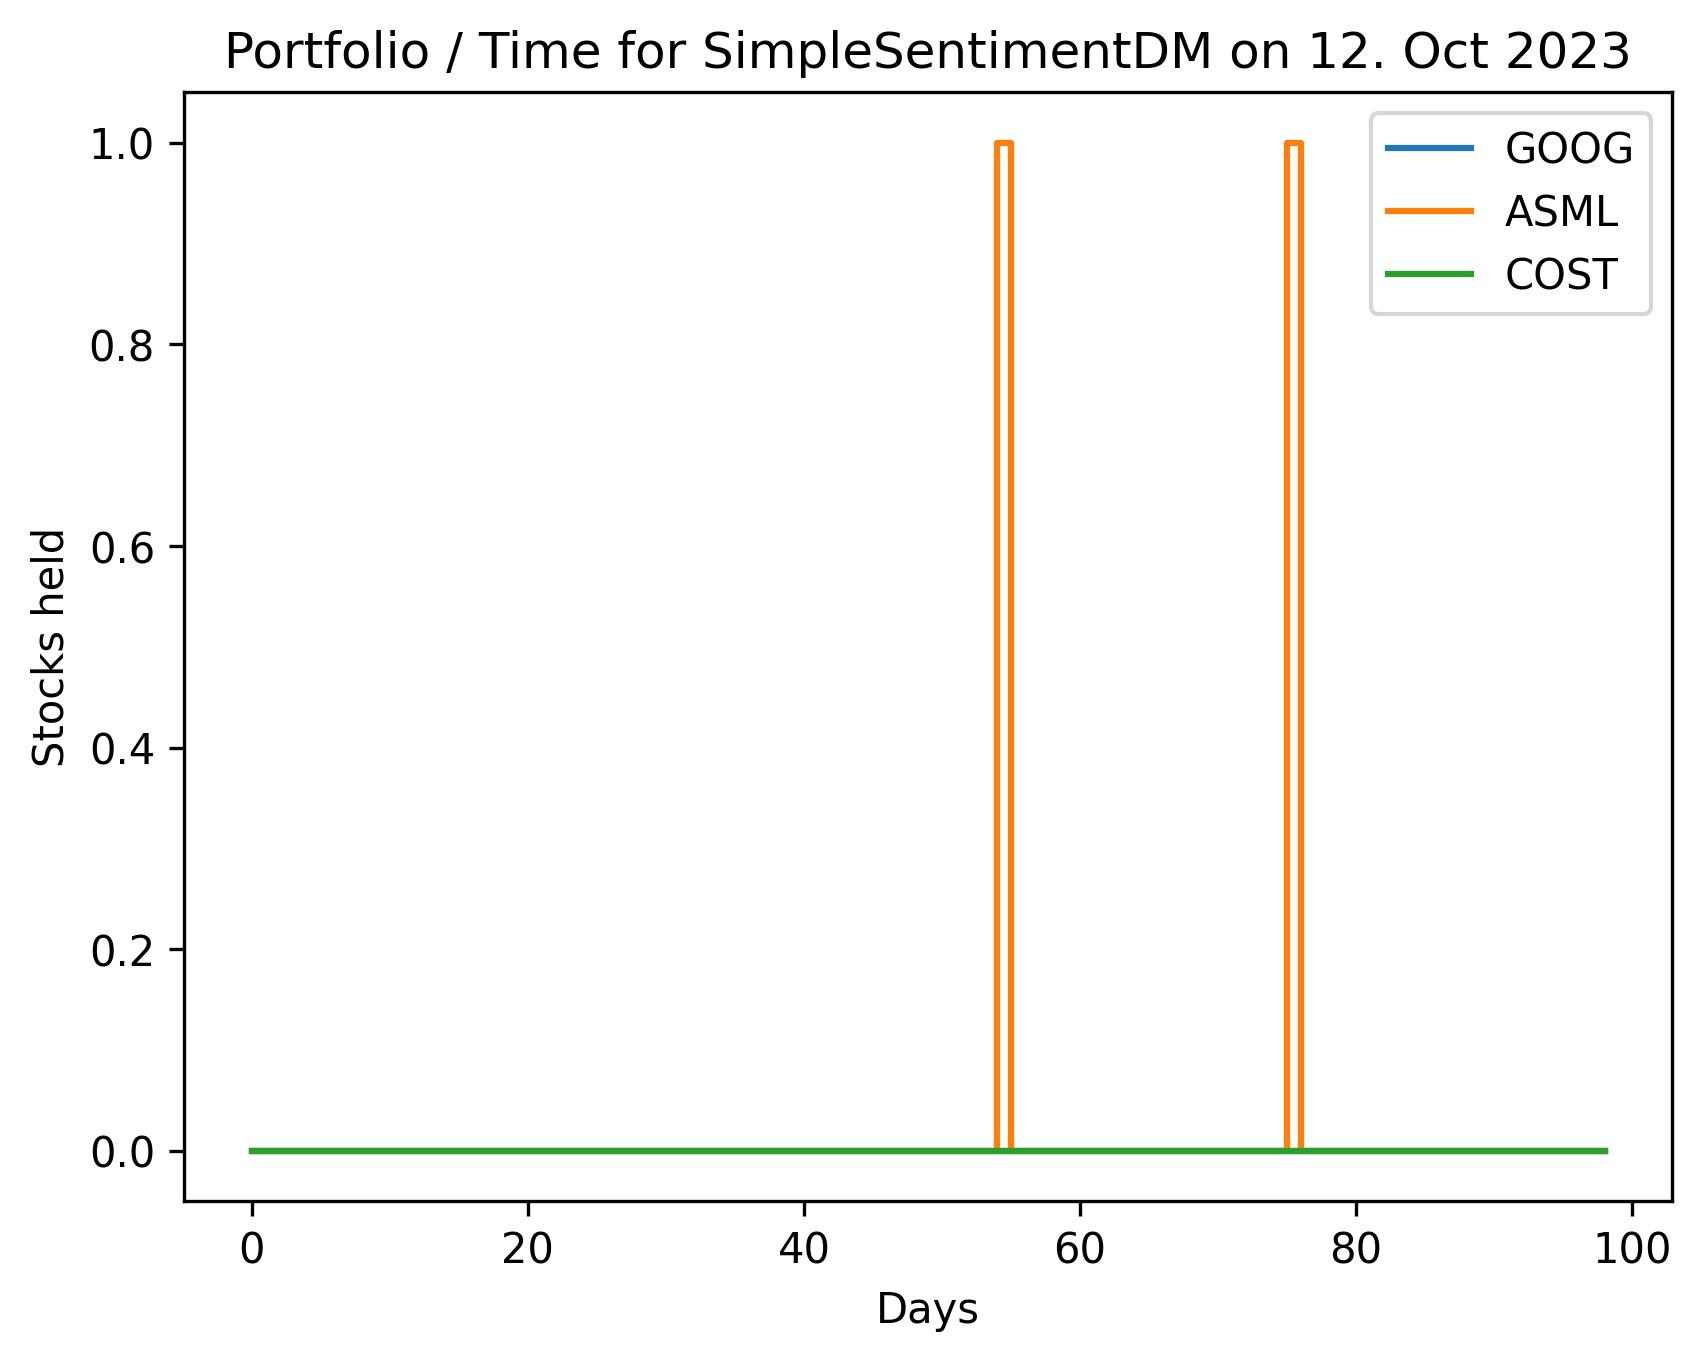 Portfolio / Time for SimpleSentimentDM on 12. Oct 2023
GOOG
ASML
COST
Stocks held
1.0
0.8
0.6
0.4
0.2
0.0
0 20 40 60 80 100
Days